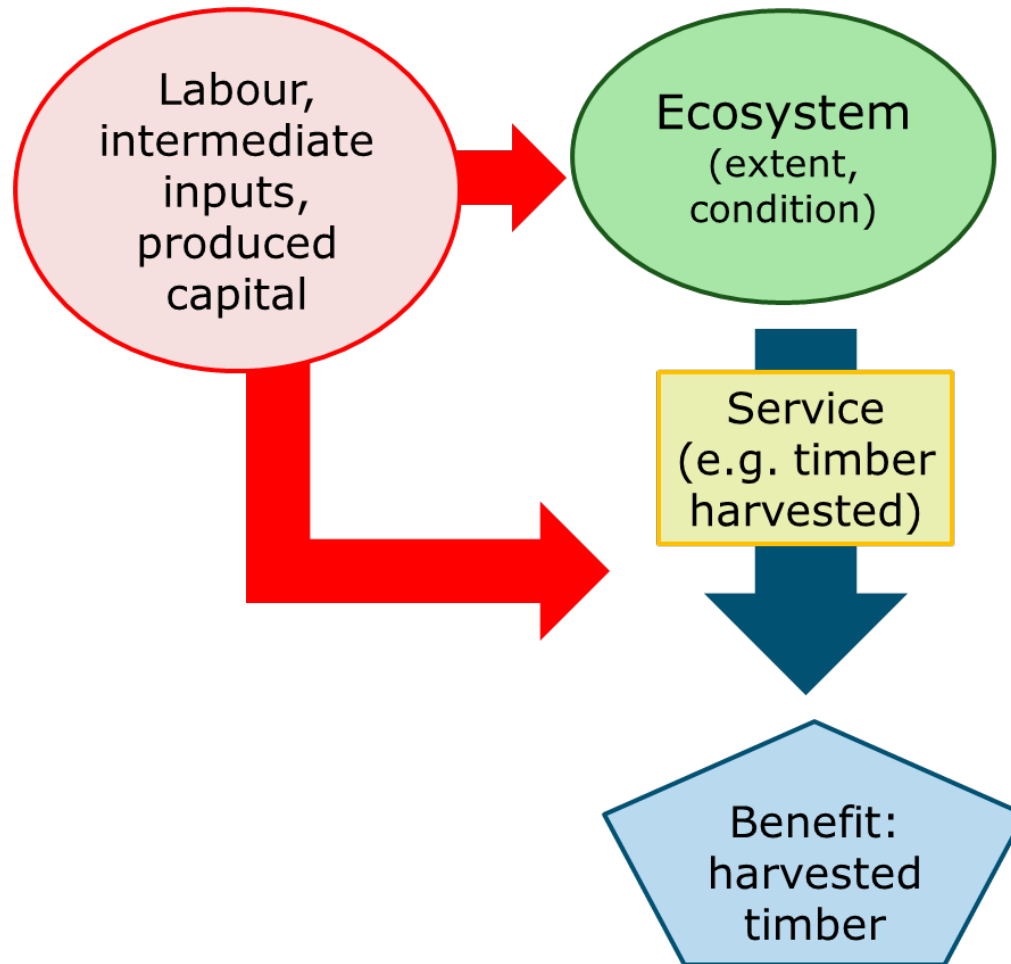 Labour,
intermediate
inputs,
produced
capital
Ecosystem
(extent,
condition)
Service
(e.g. timber
harvested)
Benefit:
harvested
timber